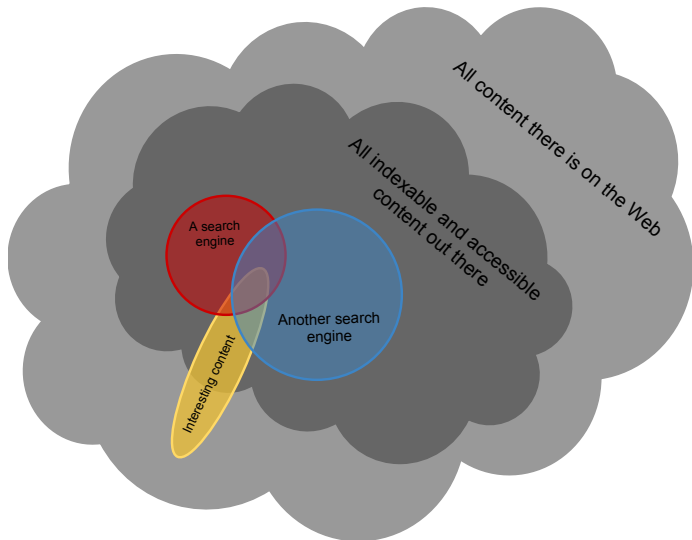 All content there is on the Web
All indexable and accessible
content out there
A search
engine
Another search
engine
Interesting content